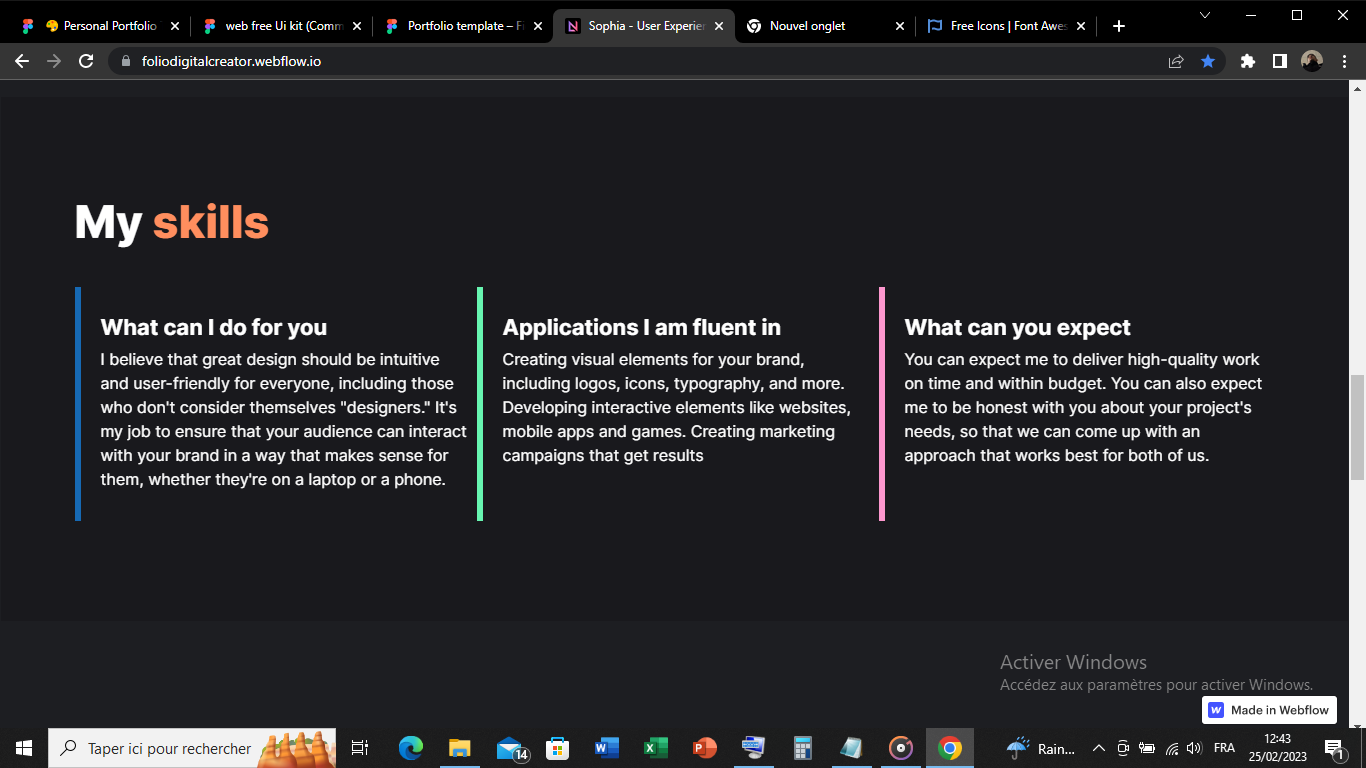 Personal Portfolio
web free Ui kit (Comm
Portfolio template – Fi
Sophia - User Experier
Nouvel onglet
Free Icons | Font Awes
foliodigitalcreator.webflow.io
My skills
What can I do for you
I believe that great design should be intuitive
and user-friendly for everyone, including those
who don't consider themselves "designers." It's
my job to ensure that your audience can interact
with your brand in a way that makes sense for
them, whether they're on a laptop or a phone.
Applications I am fluent in
Creating visual elements for your brand,
including logos, icons, typography, and more.
Developing interactive elements like websites,
mobile apps and games. Creating marketing
campaigns that get results
What can you expect
You can expect me to deliver high-quality work
on time and within budget. You can also expect
me to be honest with you about your project's
needs, so that we can come up with an
approach that works best for both of us.
Activer Windows
Accédez aux paramètres pour activer Windows.
Made in Webflow
Taper ici pour rechercher
14
Rain...
FRA
12:43
25/02/2023
1